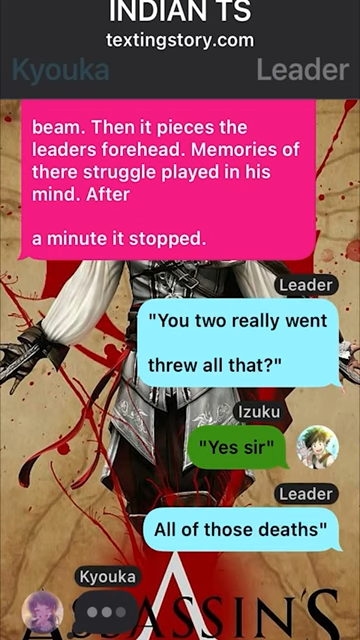 INDIAN TS
textingstory.com
Kyouka
Leader
beam. Then it pieces the
leaders forehead. Memories of
there struggle played in his
mind. After
a minute it stopped.
Leader
"You two really went
threw all that?"
Izuku
"Yes sir"
Leader
All of those deaths"
Kyouka
ASSASSIN'S